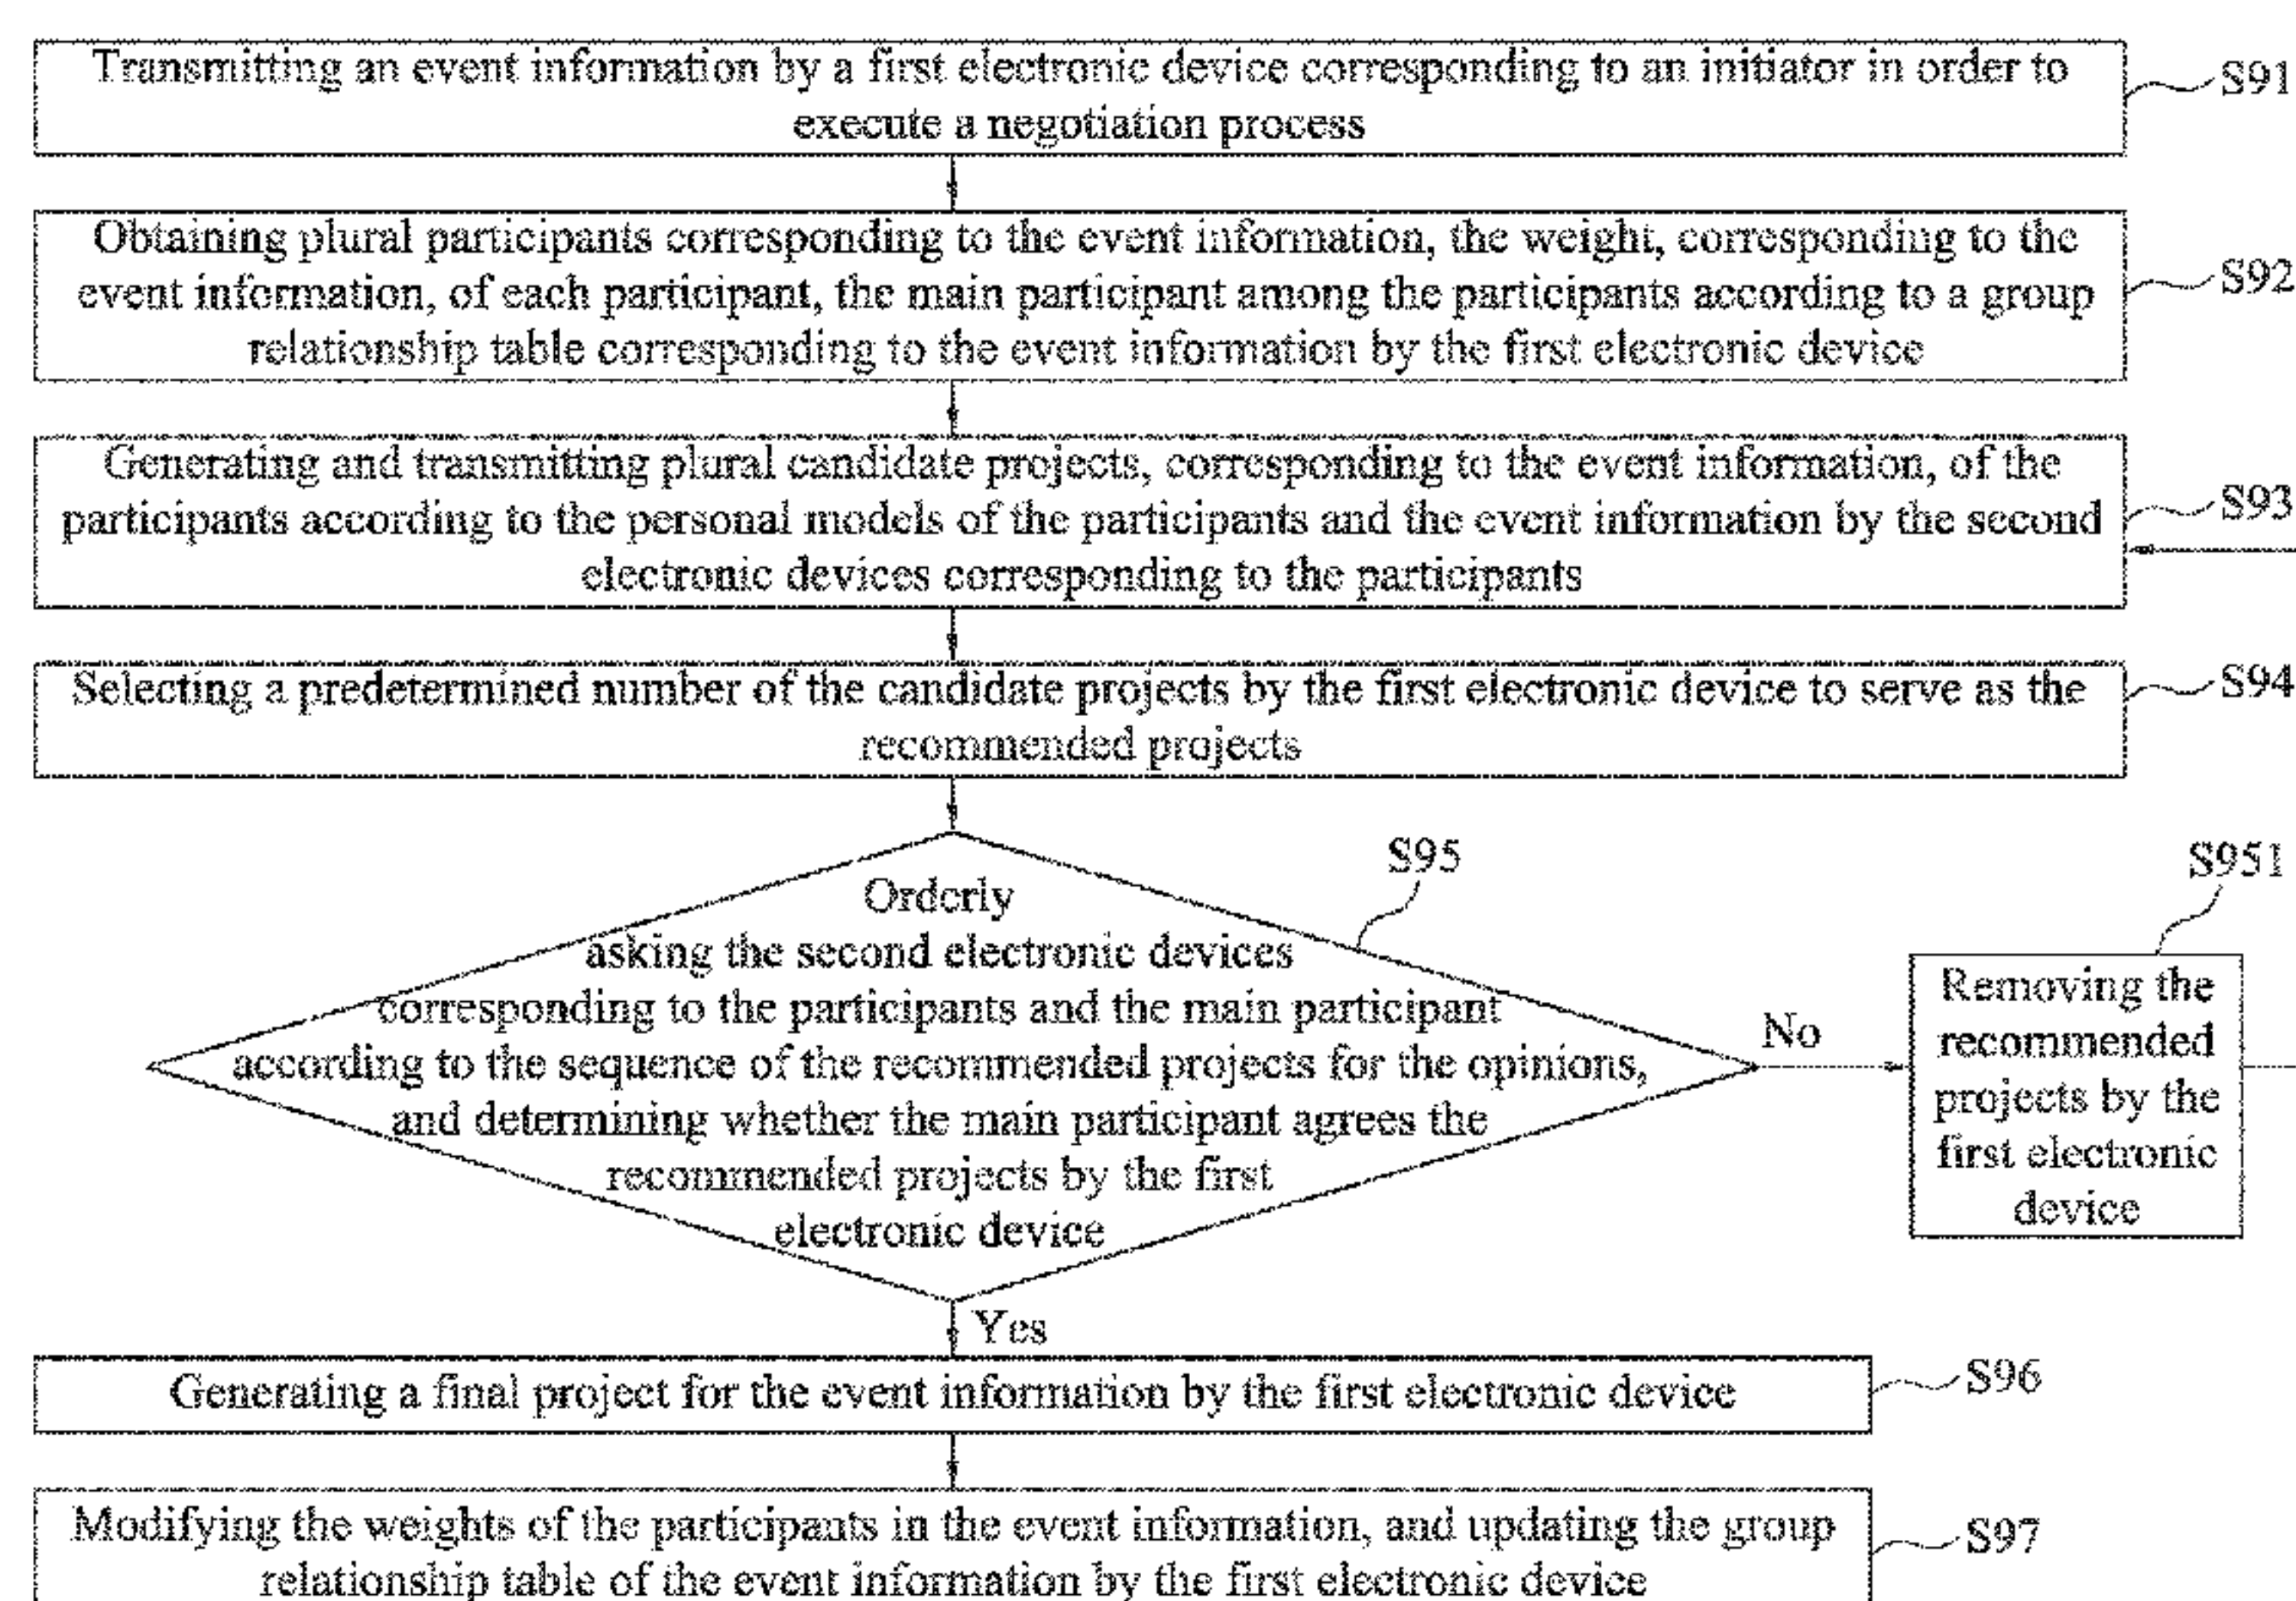 Transmitting an event information by a first electronic device corresponding to an initiator in order to
execute a negotiation process
S91
Obtaining plural participants corresponding to the event information, the weight, corresponding to the
event information, of each participant, the main participant among the participants according to a group
relationship table corresponding to the event information by the first electronic device
S92
Generating and transmitting plural candidate projects, corresponding to the event information, of the
participants according to the personal models of the participants and the event information by the second
electronic devices corresponding to the participants
S93
Selecting a predetermined number of the candidate projects by the first electronic device to serve as the
recommended projects
S94
Orderly
asking the second electronic devices
corresponding to the participants and the main participant
according to the sequence of the recommended projects for the opinions,
and determining whether the main participant agrees the
recommended projects by the first
electronic device
S95
No
S951
Removing the
recommended
projects by the
first electronic
device
Yes
Generating a final project for the event information by the first electronic device
S96
Modifying the weights of the participants in the event information, and updating the group
relationship table of the event information by the first electronic device
S97